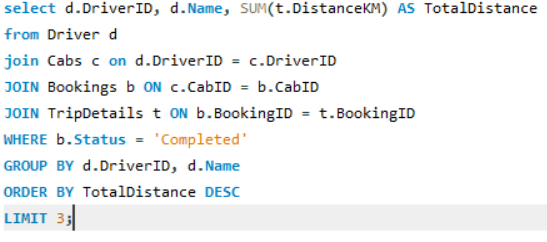 select d.DriverID, d.Name, SUM(t.DistanceKM) AS TotalDistance
from Driver d
join Cabs c on d.DriverID = c.DriverID
JOIN Bookings b ON c.CabID = b.CabID
JOIN TripDetails t ON b.BookingID = t.BookingID
WHERE b.Status = 'Completed'
GROUP BY d.DriverID, d.Name
ORDER BY TotalDistance DESC
LIMIT 3;